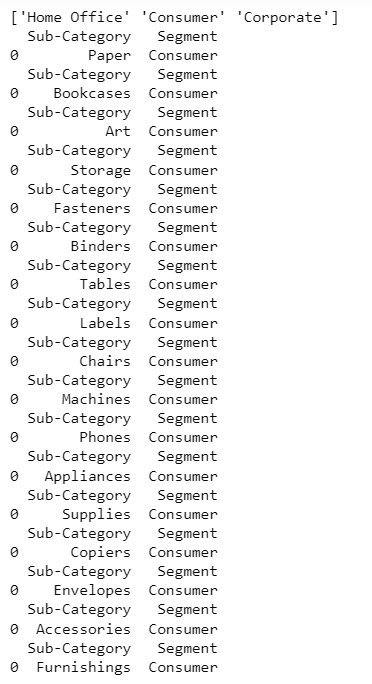 ['Home Office' 'Consumer' 'Corporate']
  Sub-Category   Segment
0        Paper  Consumer
  Sub-Category   Segment
0    Bookcases  Consumer
  Sub-Category   Segment
0          Art  Consumer
  Sub-Category   Segment
0      Storage  Consumer
  Sub-Category   Segment
0    Fasteners  Consumer
  Sub-Category   Segment
0      Binders  Consumer
  Sub-Category   Segment
0       Tables  Consumer
  Sub-Category   Segment
0       Labels  Consumer
  Sub-Category   Segment
0       Chairs  Consumer
  Sub-Category   Segment
0     Machines  Consumer
  Sub-Category   Segment
0       Phones  Consumer
  Sub-Category   Segment
0   Appliances  Consumer
  Sub-Category   Segment
0     Supplies  Consumer
  Sub-Category   Segment
0      Copiers  Consumer
  Sub-Category   Segment
0    Envelopes  Consumer
  Sub-Category   Segment
0  Accessories  Consumer
  Sub-Category   Segment
0  Furnishings  Consumer